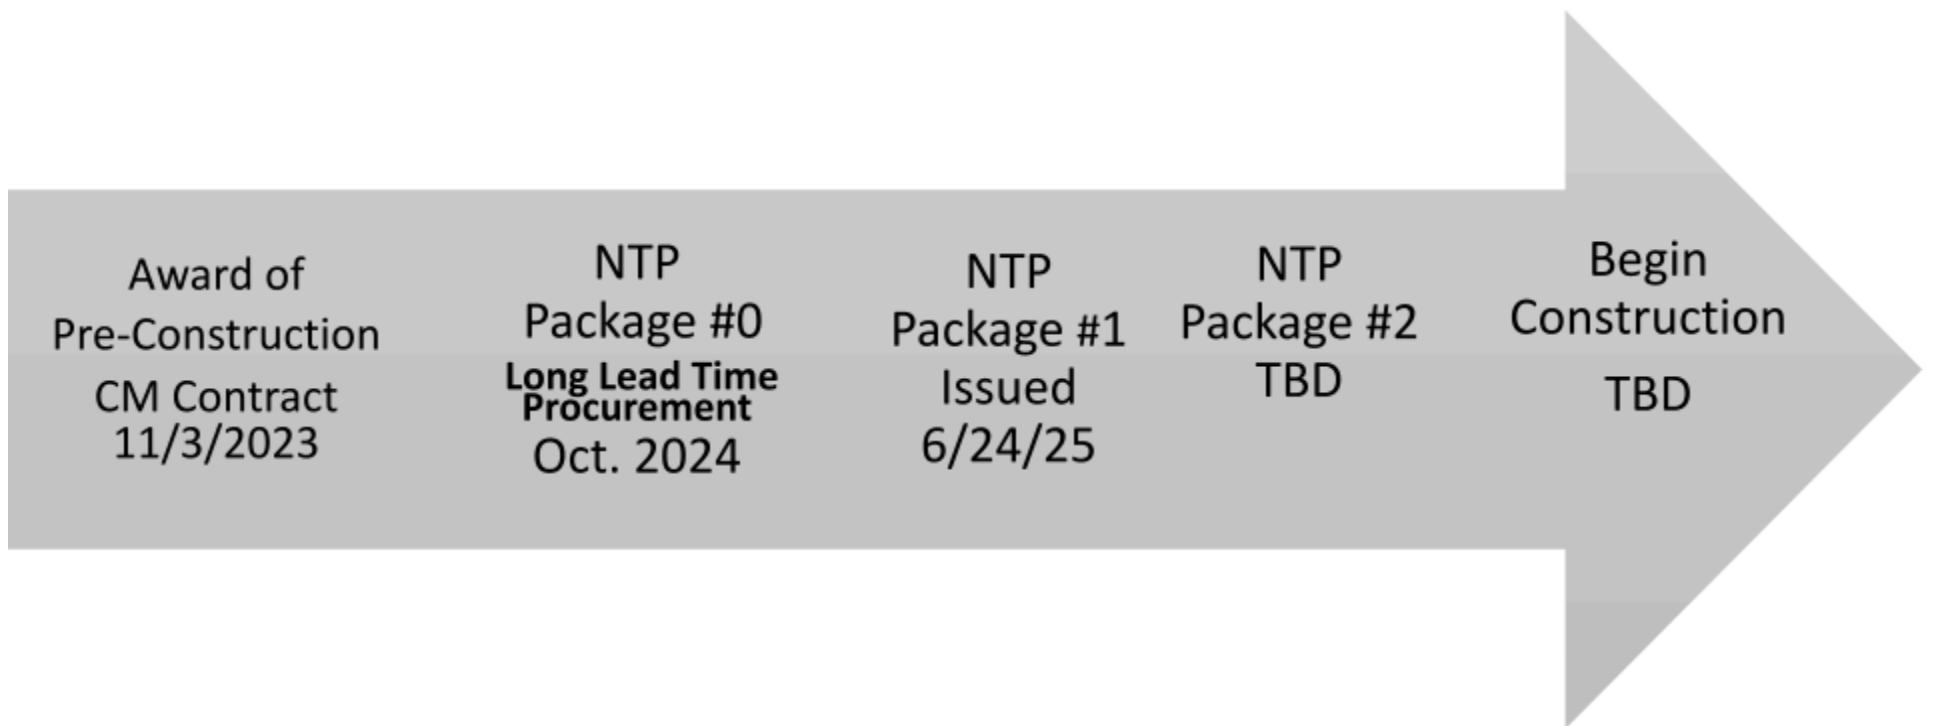 Award of
Pre-Construction
CM Contract
11/3/2023
NTP
Package #0
Long Lead Time
Procurement
Oct. 2024
NTP
Package #1
Issued
6/24/25
NTP
Package #2
TBD
Begin
Construction
TBD